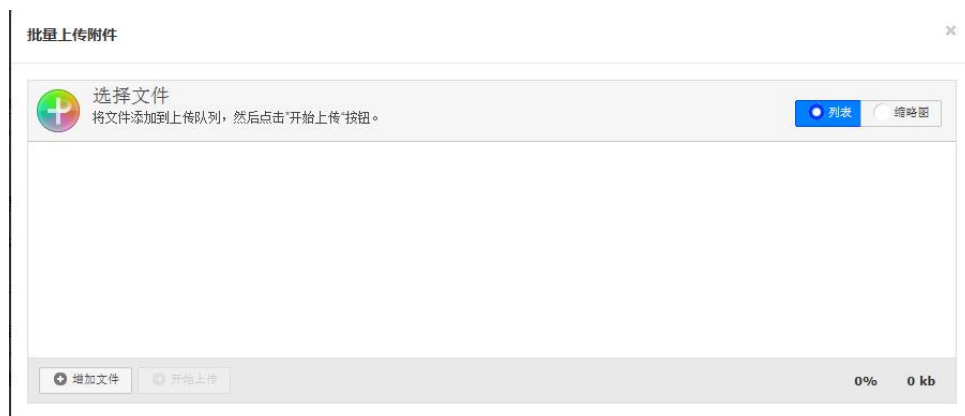 批量上传附件
选择文件
将文件添加到上传队列，然后点击"开始上传"按钮。
列表
缩略图
增加文件
开始上传
0%
0 kb